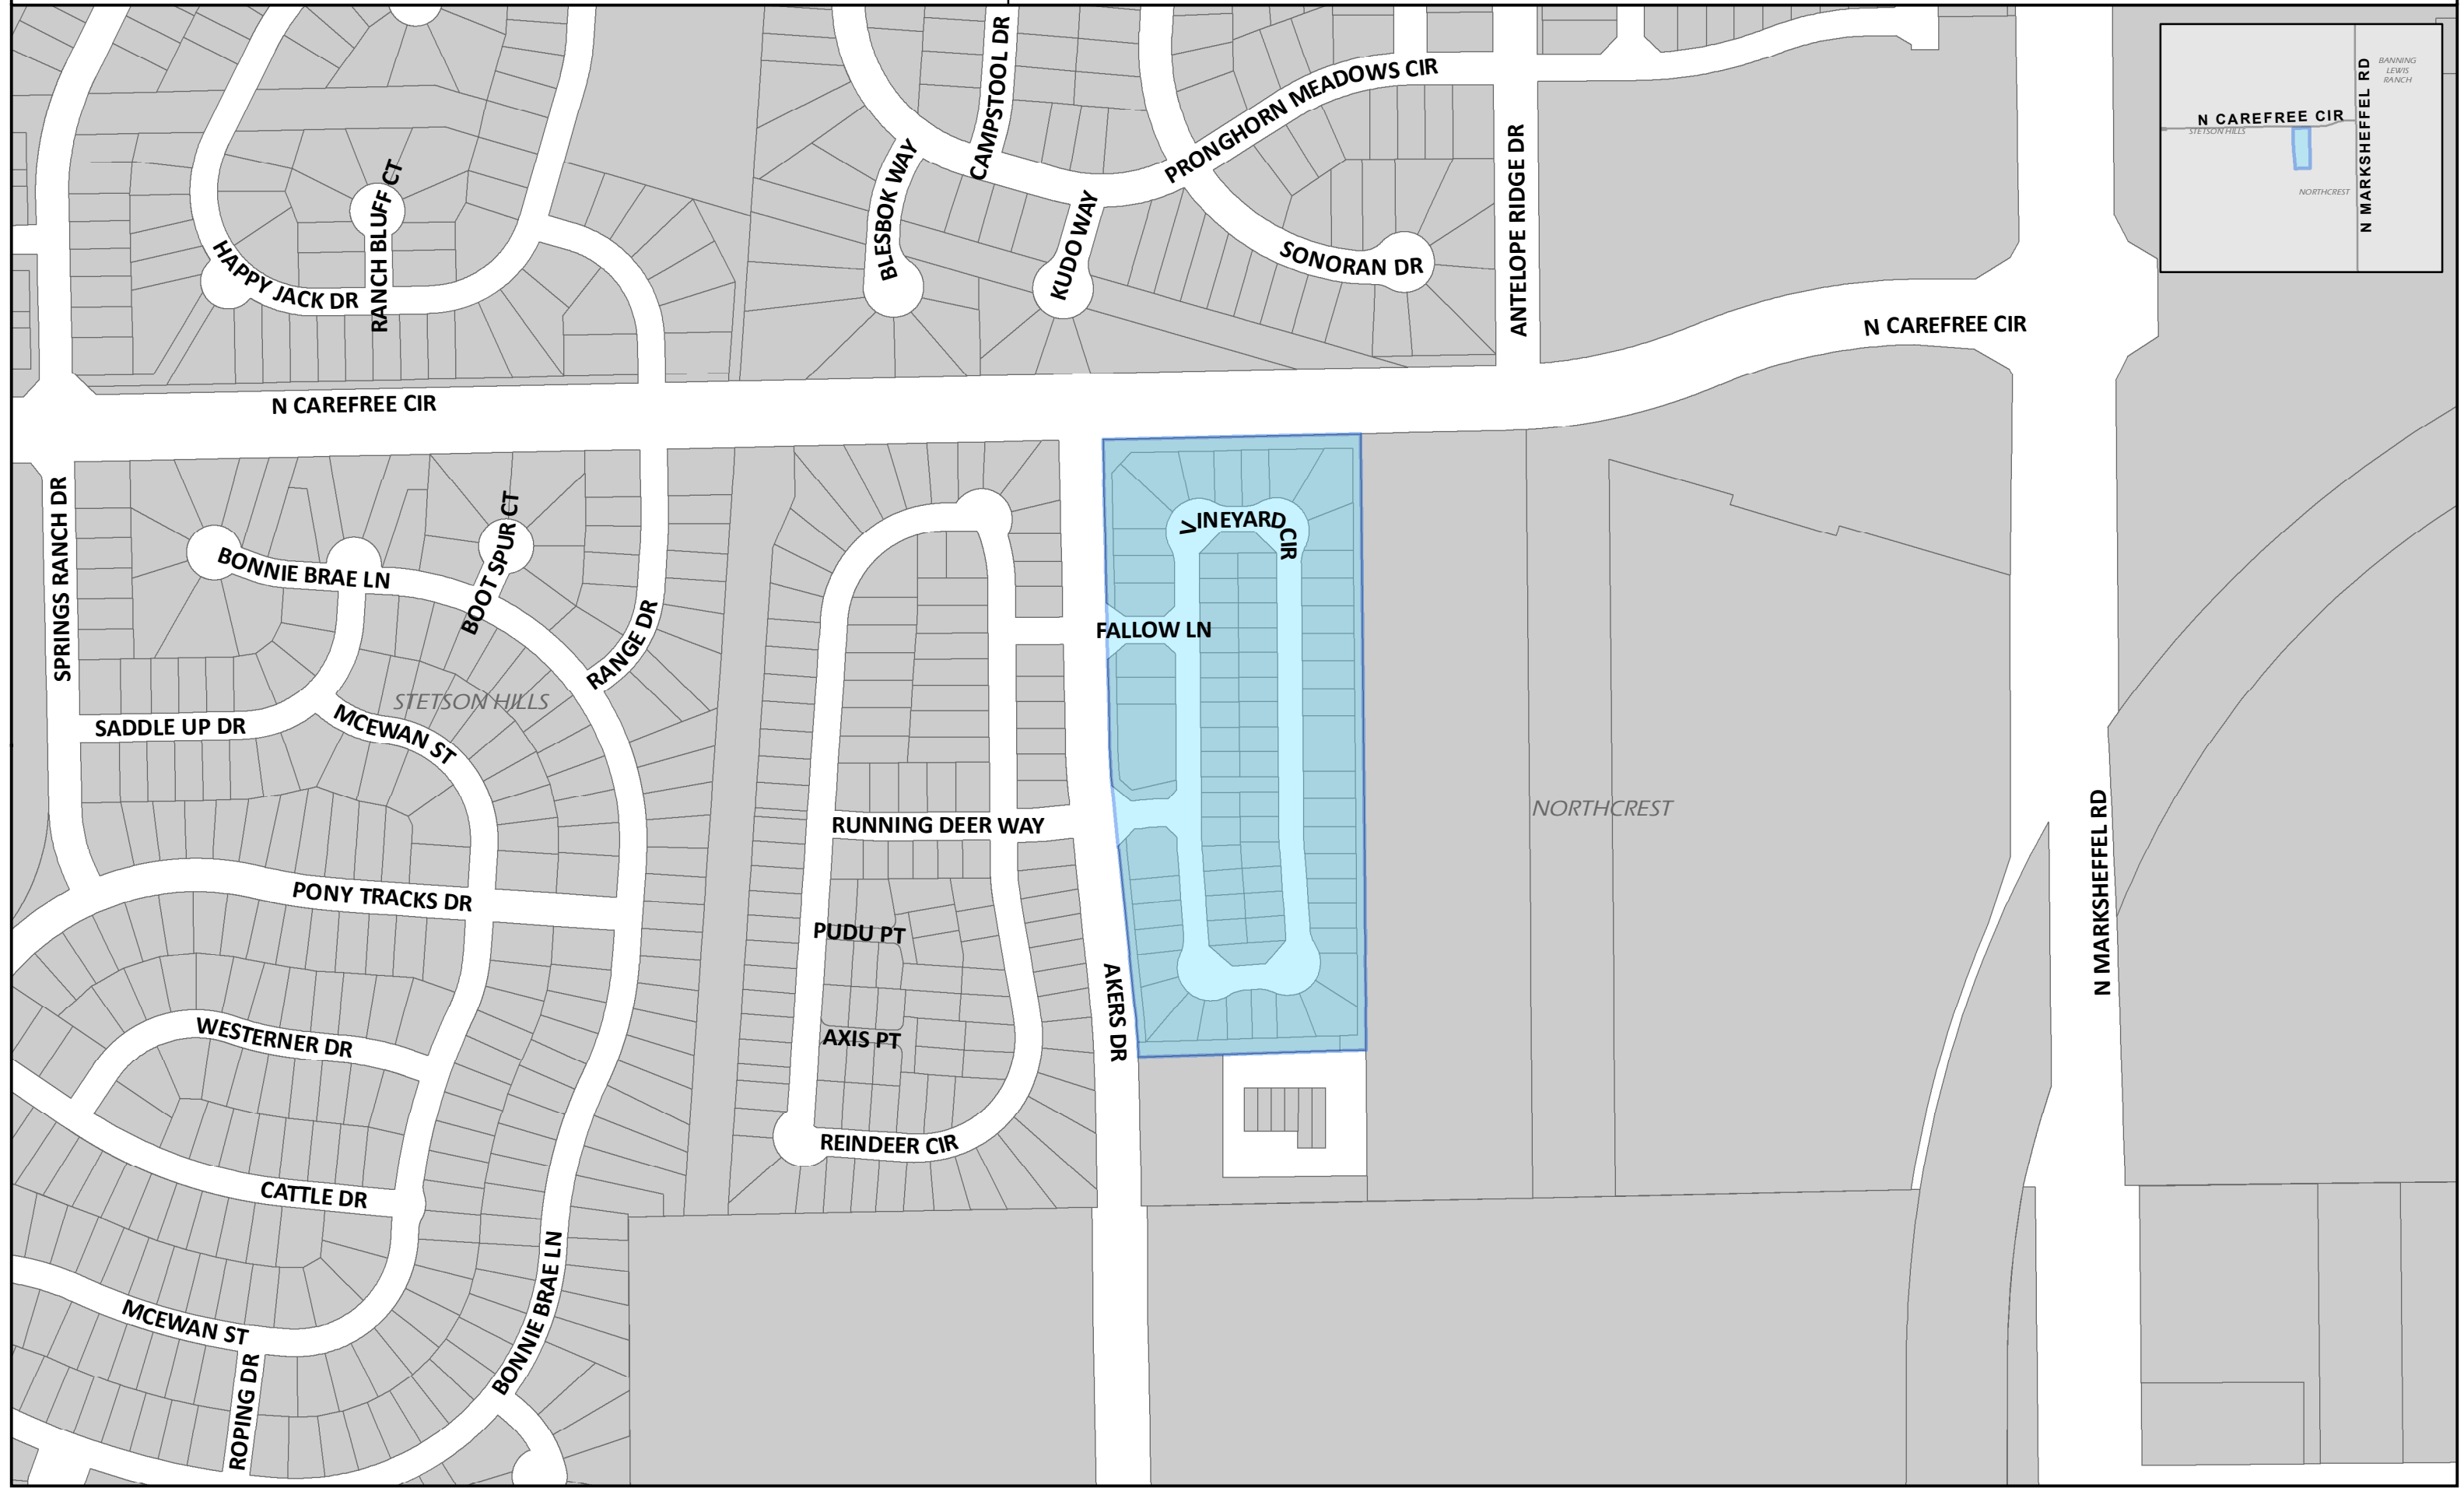 CAMPSTOOL DR
PRONGHORN MEADOWS CIR
BLESBOK WAY
KUDO WAY
RANCH BLUFF CT
HAPPY JACK DR
SONORAN DR
ANTELOPE RIDGE DR
N CAREFREE CIR
N CAREFREE CIR
STETSON HILLS
N MARKSHEFFEL RD
BANNING
LEWIS
RANCH
NORTHCREST
N CAREFREE CIR
SPRINGS RANCH DR
BONNIE BRAE LN
BOOT SPUR CT
RANGE DR
VINEYARD CIR
FALLOW LN
STETSON HILLS
SADDLE UP DR
MCEWAN ST
NORTHCREST
RUNNING DEER WAY
N MARKSHEFFEL RD
PONY TRACKS DR
PUDU PT
AKERS DR
WESTERNER DR
AXIS PT
REINDEER CIR
CATTLE DR
BONNIE BRAE LN
MCEWAN ST
ROPING DR